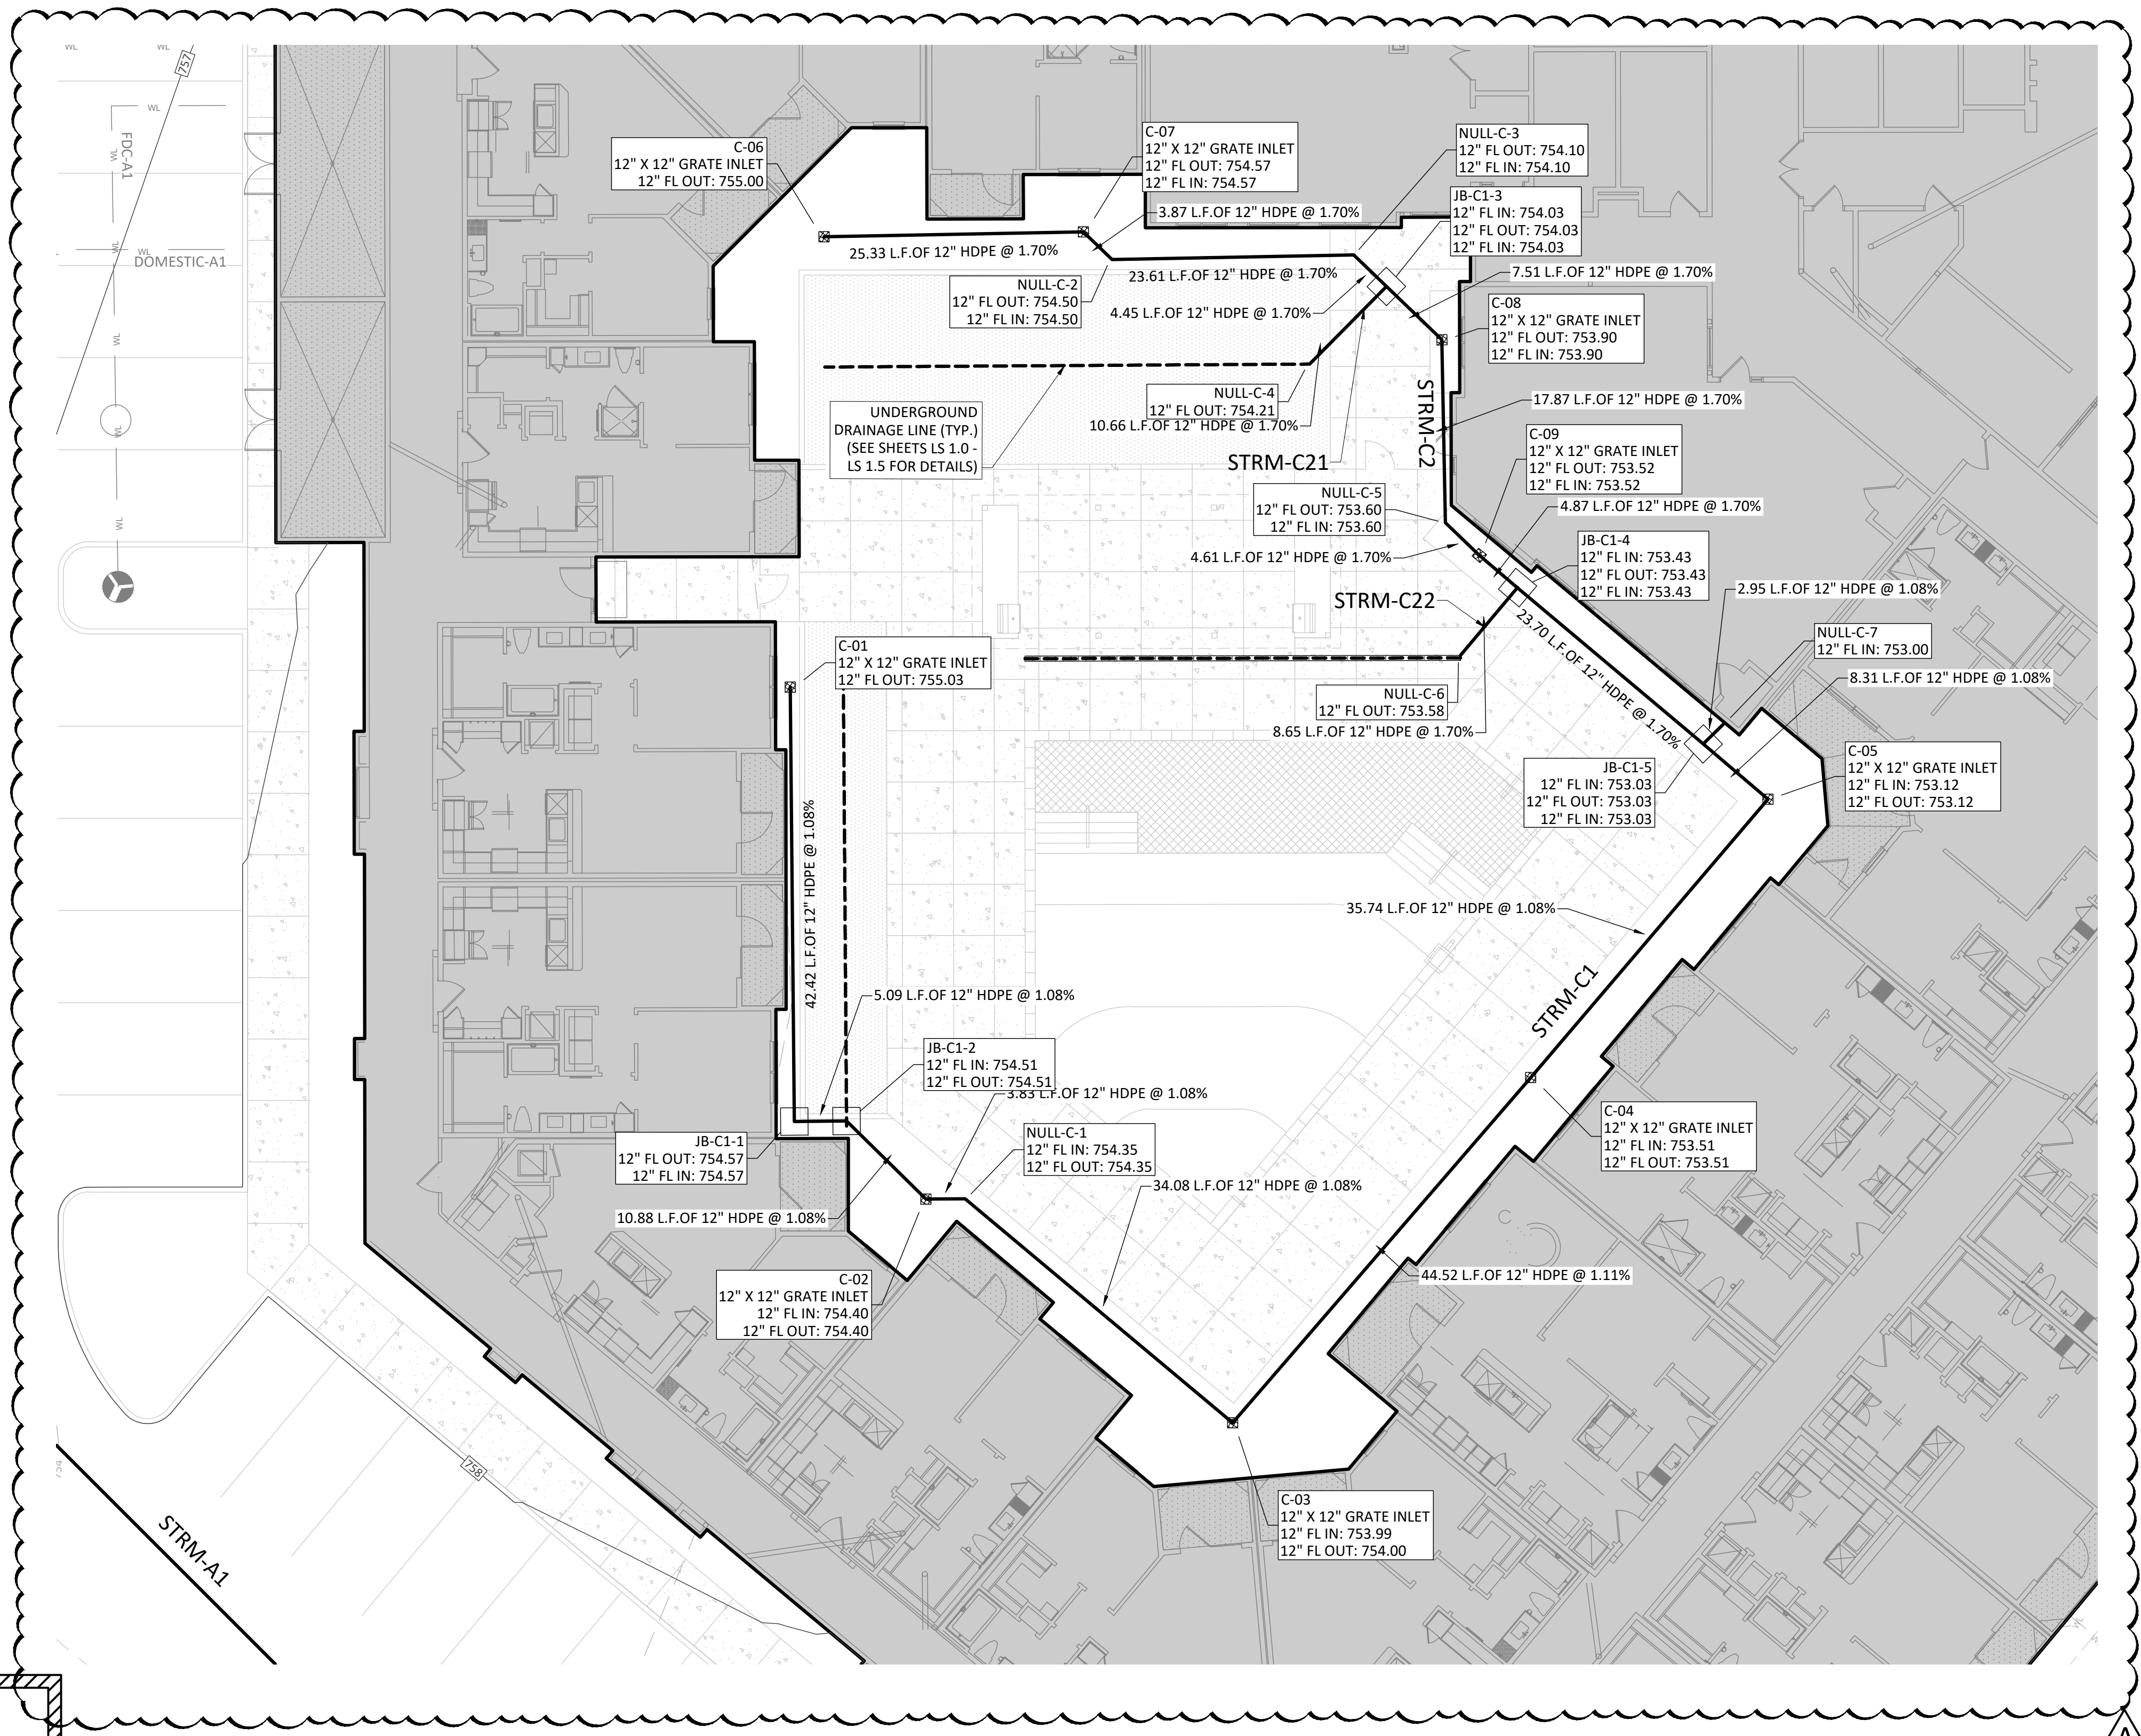 WL
WL
757
WL
FDC-A1
WL
WL
WL
DOMESTIC-A1
WL
WL
WL
C-06
12" X 12" GRATE INLET
12" FL OUT: 755.00
C-07
12" X 12" GRATE INLET
12" FL OUT: 754.57
12" FL IN: 754.57
NULL-C-3
12" FL OUT: 754.10
12" FL IN: 754.10
JB-C1-3
12" FL IN: 754.03
12" FL OUT: 754.03
12" FL IN: 754.03
3.87 L.F.OF 12" HDPE @ 1.70%
25.33 L.F.OF 12" HDPE @ 1.70%
23.61 L.F.OF 12" HDPE @ 1.70%
7.51 L.F.OF 12" HDPE @ 1.70%
NULL-C-2
12" FL OUT: 754.50
12" FL IN: 754.50
4.45 L.F.OF 12" HDPE @ 1.70%
C-08
12" X 12" GRATE INLET
12" FL OUT: 753.90
12" FL IN: 753.90
NULL-C-4
12" FL OUT: 754.21
10.66 L.F.OF 12" HDPE @ 1.70%
STRM-C2
17.87 L.F.OF 12" HDPE @ 1.70%
UNDERGROUND
DRAINAGE LINE (TYP.)
(SEE SHEETS LS 1.0 -
LS 1.5 FOR DETAILS)
STRM-C21
C-09
12" X 12" GRATE INLET
12" FL OUT: 753.52
12" FL IN: 753.52
NULL-C-5
12" FL OUT: 753.60
12" FL IN: 753.60
4.87 L.F.OF 12" HDPE @ 1.70%
4.61 L.F.OF 12" HDPE @ 1.70%
JB-C1-4
12" FL IN: 753.43
12" FL OUT: 753.43
12" FL IN: 753.43
STRM-C22
2.95 L.F.OF 12" HDPE @ 1.08%
23.70 L.F.OF 12" HDPE @ 1.70%
NULL-C-7
12" FL IN: 753.00
C-01
12" X 12" GRATE INLET
12" FL OUT: 755.03
8.31 L.F.OF 12" HDPE @ 1.08%
NULL-C-6
12" FL OUT: 753.58
8.65 L.F.OF 12" HDPE @ 1.70%
JB-C1-5
12" FL IN: 753.03
12" FL OUT: 753.03
12" FL IN: 753.03
C-05
12" X 12" GRATE INLET
12" FL IN: 753.12
12" FL OUT: 753.12
42.42 L.F.OF 12" HDPE @ 1.08%
35.74 L.F.OF 12" HDPE @ 1.08%
STRM-C1
5.09 L.F.OF 12" HDPE @ 1.08%
JB-C1-2
12" FL IN: 754.51
12" FL OUT: 754.51
3.83 L.F.OF 12" HDPE @ 1.08%
JB-C1-1
12" FL OUT: 754.57
12" FL IN: 754.57
NULL-C-1
12" FL IN: 754.35
12" FL OUT: 754.35
C-04
12" X 12" GRATE INLET
12" FL IN: 753.51
12" FL OUT: 753.51
34.08 L.F.OF 12" HDPE @ 1.08%
10.88 L.F.OF 12" HDPE @ 1.08%
C-02
12" X 12" GRATE INLET
12" FL IN: 754.40
12" FL OUT: 754.40
44.52 L.F.OF 12" HDPE @ 1.11%
758
C-03
12" X 12" GRATE INLET
12" FL IN: 753.99
12" FL OUT: 754.00
STRM-A1